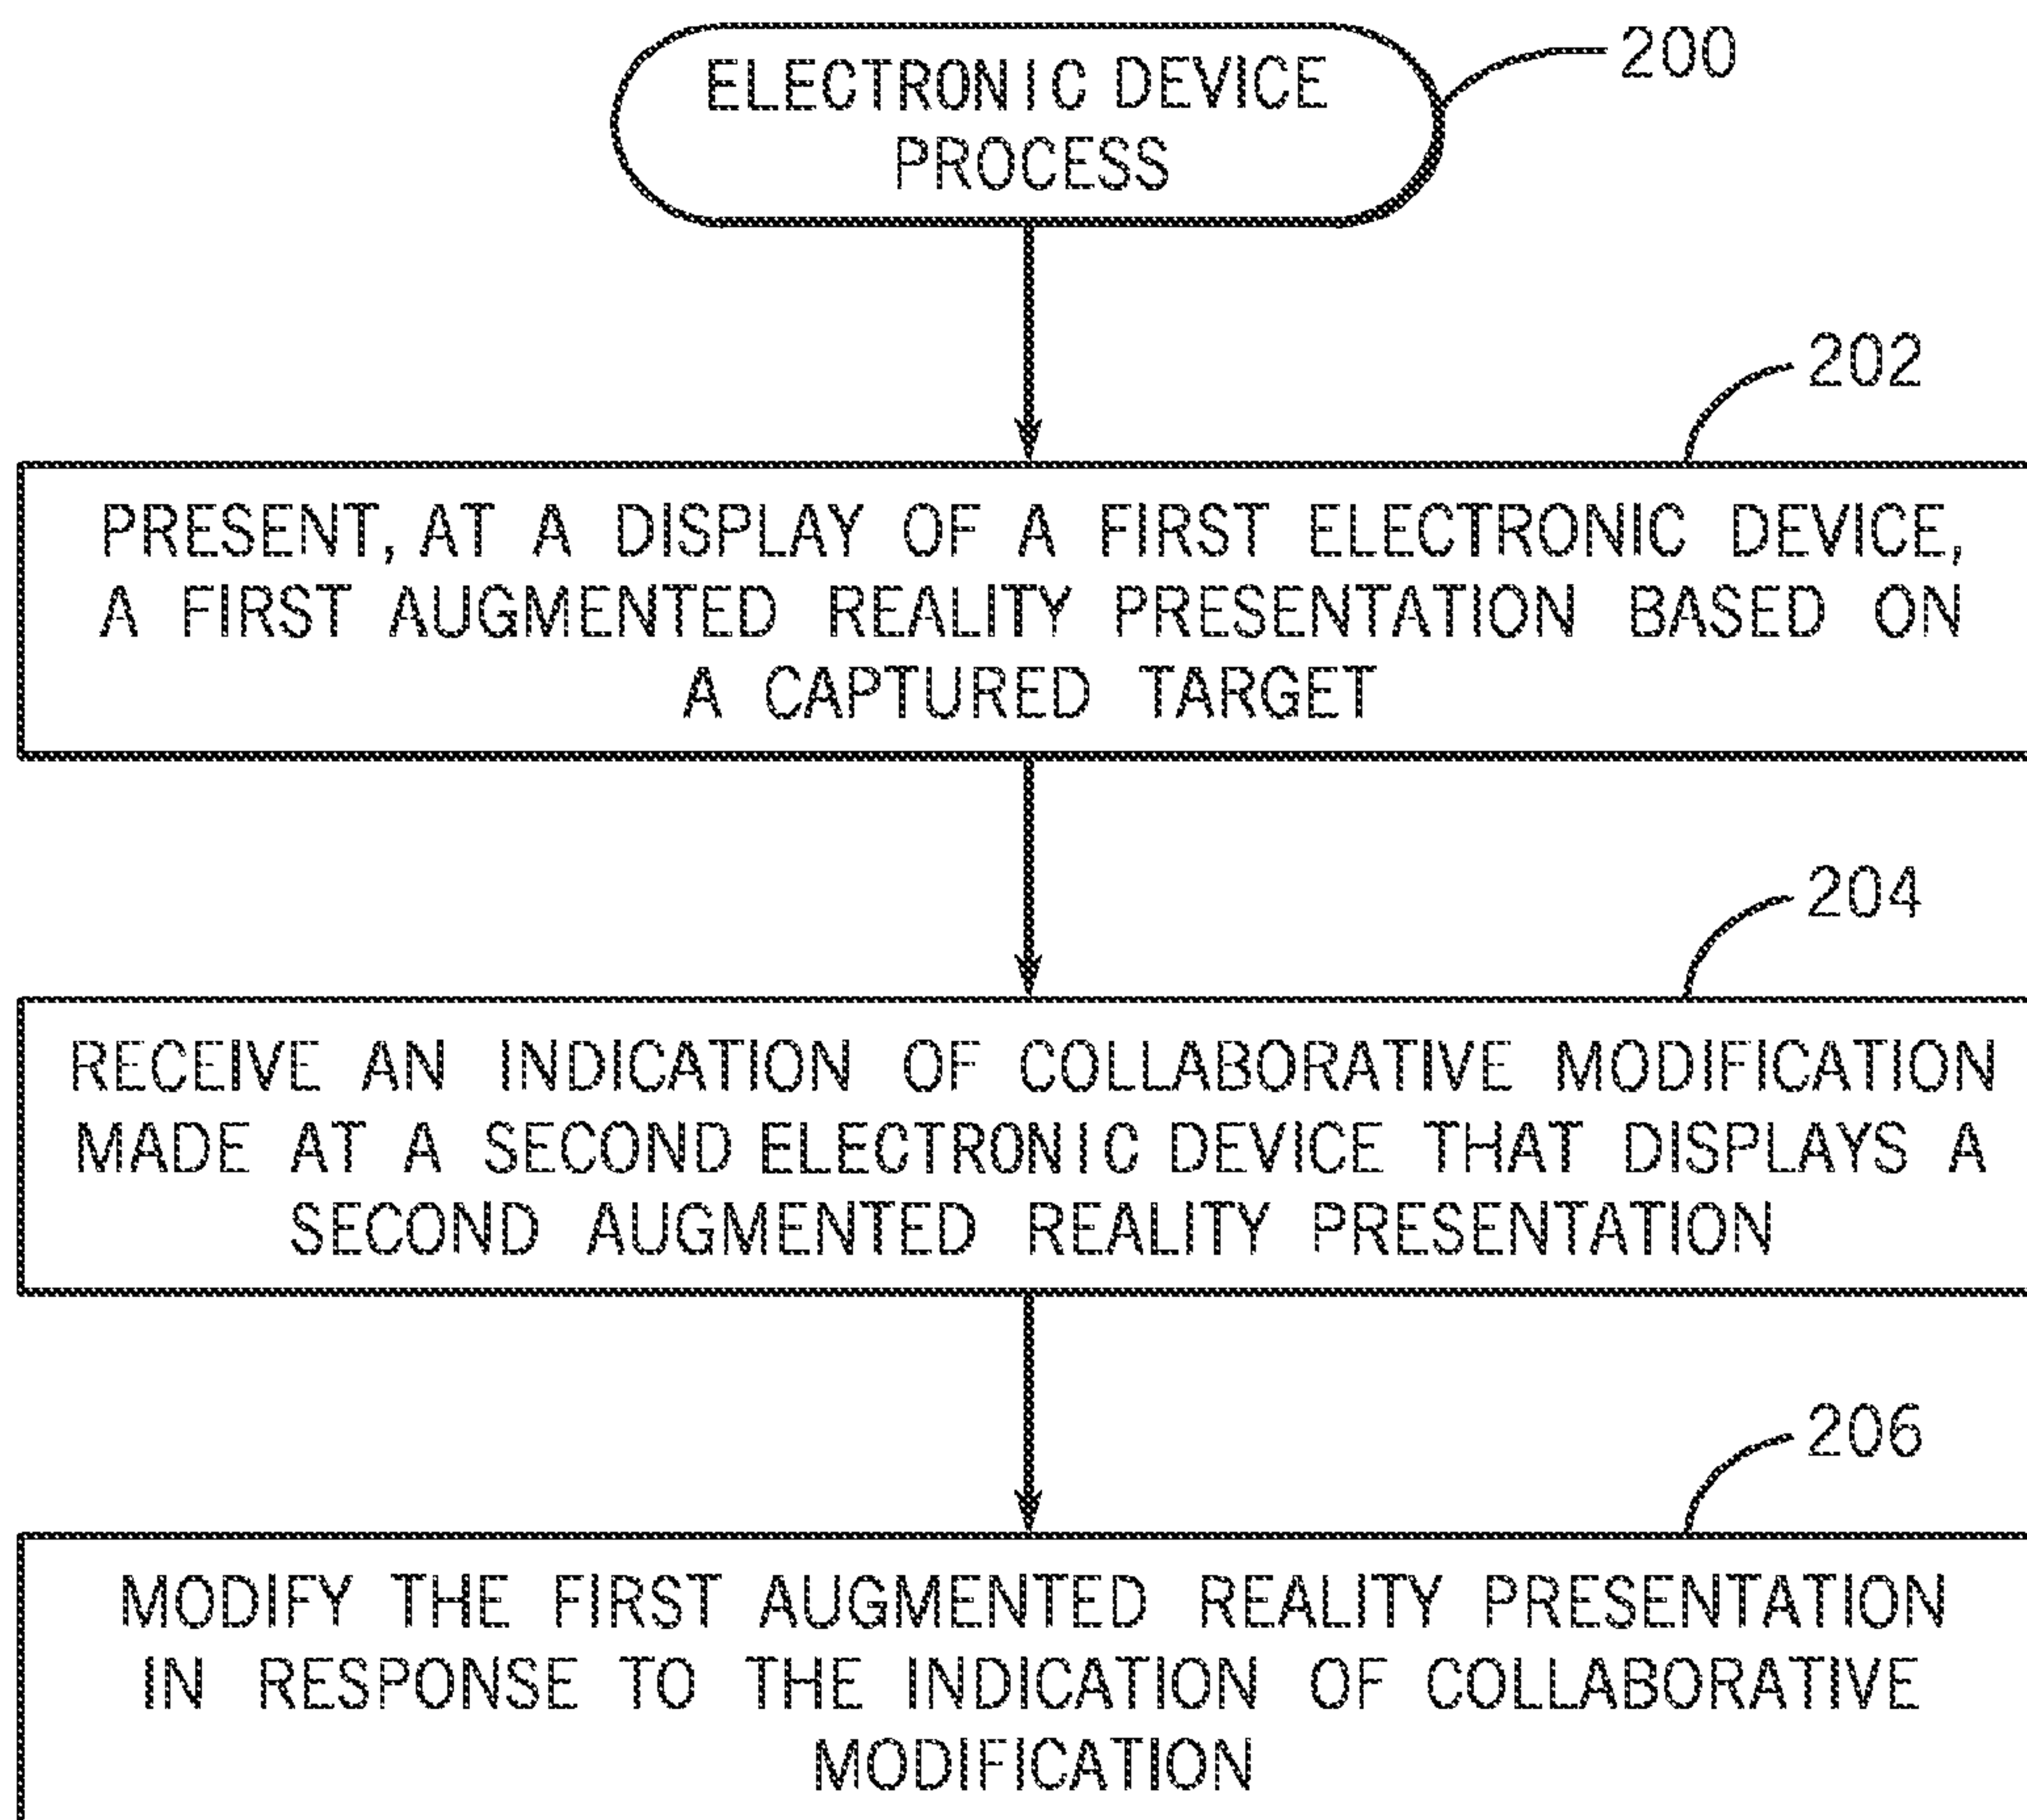 ELECTRONIC DEVICE
PROCESS
200
202
PRESENT, AT A DISPLAY OF A FIRST ELECTRONIC DEVICE,
A FIRST AUGMENTED REALITY PRESENTATION BASED ON
A CAPTURED TARGET
204
RECEIVE AN INDICATION OF COLLABORATIVE MODIFICATION
MADE AT A SECOND ELECTRONIC DEVICE THAT DISPLAYS A
SECOND AUGMENTED REALITY PRESENTATION
206
MODIFY THE FIRST AUGMENTED REALITY PRESENTATION
IN RESPONSE TO THE INDICATION OF COLLABORATIVE
MODIFICATION